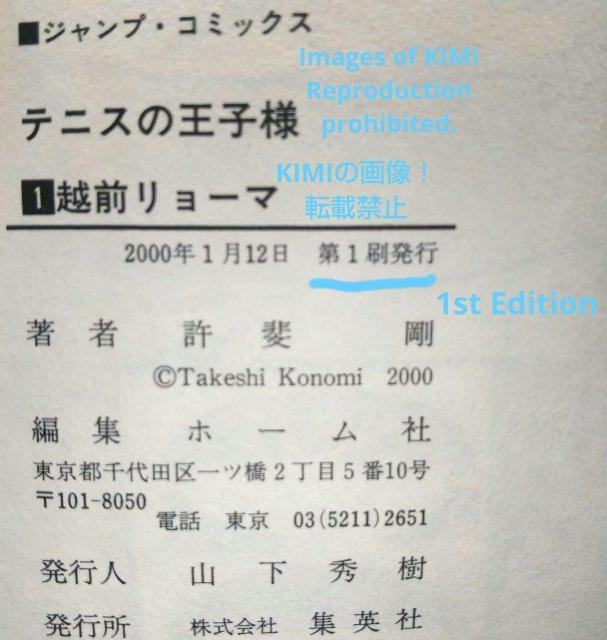 ■ジャンプ・コミックス
Images of KIMI
Reproduction
prohibited.
テニスの王子様
KIMIの画像！
転載禁止
1越前リョーマ
2000年1月12日　第1刷発行
1st Edition
著者　許斐　剛
©Takeshi Konomi 2000
編集　ホーム社
東京都千代田区一ツ橋2丁目5番10号
〒101-8050
電話　東京　03(5211)2651
発行人　山下秀樹
発行所　株式会社　集英社